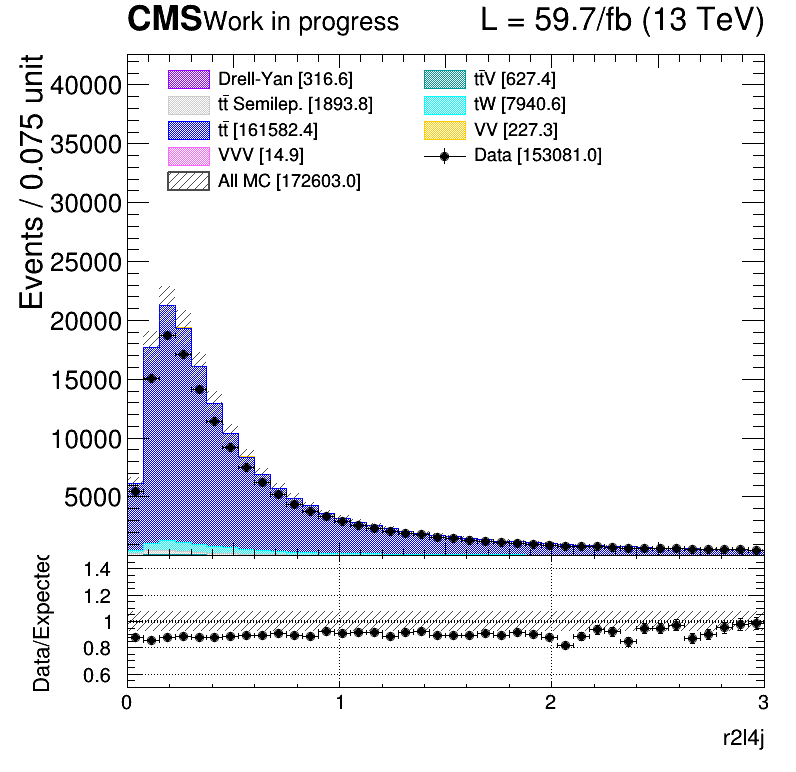 CMS Work in progress L = 59.7/fb (13 TeV)
Events / 0.075 unit
40000
35000
30000
25000
20000
15000
10000
5000
Drell-Yan [316.6]
tt̄ Semilep. [1893.8]
tt̄ [161582.4]
VVV [14.9]
All MC [172603.0]
tt̄V [627.4]
tW [7940.6]
VV [227.3]
Data [153081.0]
Data/Expected
1.4
1.2
1
0.8
0.6
0 1 2 3
r2l4j